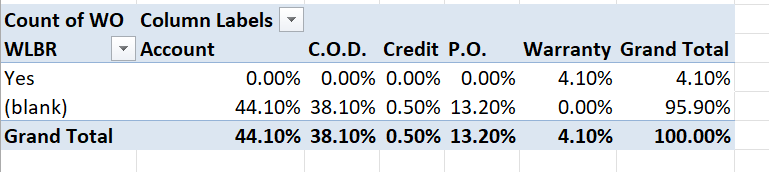 Count of WO Column Labels
WLBR Account C.O.D. Credit P.O. Warranty Grand Total
Yes 0.00% 0.00% 0.00% 0.00% 4.10% 4.10%
(blank) 44.10% 38.10% 0.50% 13.20% 0.00% 95.90%
Grand Total 44.10% 38.10% 0.50% 13.20% 4.10% 100.00%